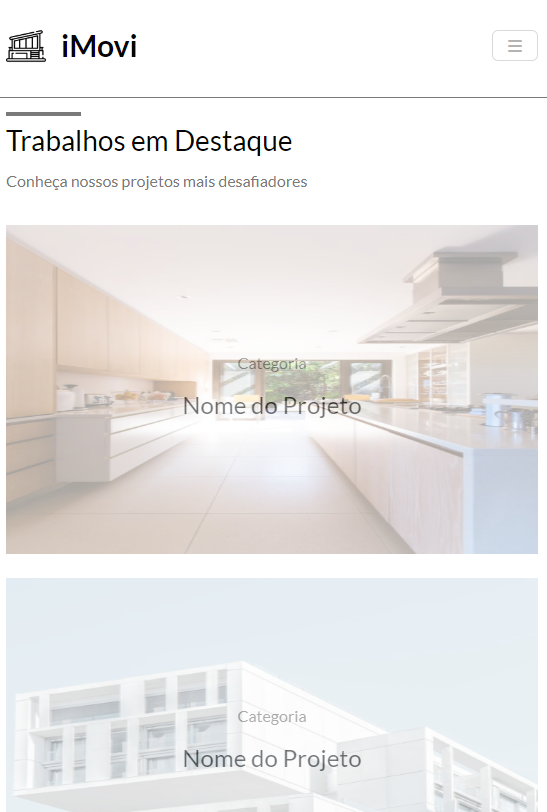 iMovi
Trabalhos em Destaque
Conheça nossos projetos mais desafiadores
Categoria
Nome do Projeto
Categoria
Nome do Projeto